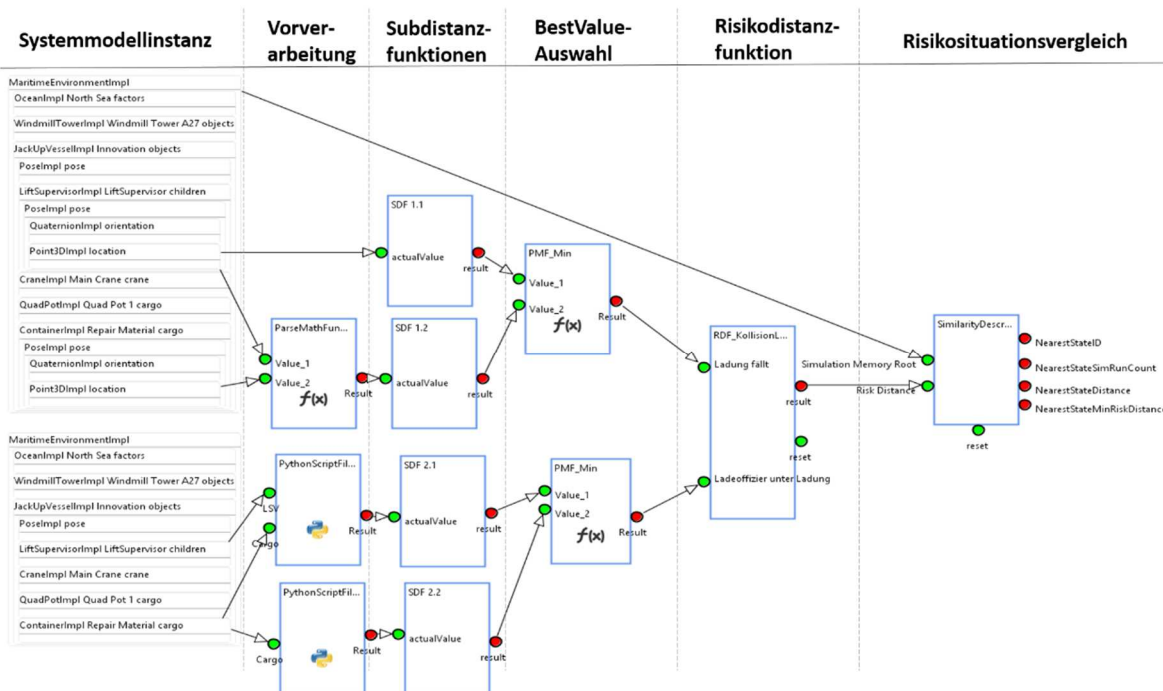 Systemmodellinstanz
Vorver-
arbeitung
Subdistanz-
funktionen
BestValue-
Auswahl
Risikodistanz-
funktion
Risikosituationsvergleich
MaritimeEnvironmentImpl
OceanImpl North Sea factors
WindmillTowerImpl Windmill Tower A27 objects
JackUpVesselImpl Innovation objects
PoseImpl pose
LiftSupervisorImpl LiftSupervisor children
PoseImpl pose
QuaternionImpl orientation
Point3DImpl location
CraneImpl Main Crane crane
QuadPotImpl Quad Pot 1 cargo
ContainerImpl Repair Material cargo
PoseImpl pose
QuaternionImpl orientation
Point3DImpl location
MaritimeEnvironmentImpl
OceanImpl North Sea factors
WindmillTowerImpl Windmill Tower A27 objects
JackUpVesselImpl Innovation objects
PoseImpl pose
LiftSupervisorImpl LiftSupervisor children
CraneImpl Main Crane crane
QuadPotImpl Quad Pot 1 cargo
ContainerImpl Repair Material cargo
ParseMathFun...
Value_1
Value_2
f(x)
Result
PythonScriptFil...
LSV
Cargo
Result
PythonScriptFil...
Cargo
Result
SDF 1.1
actualValue
result
SDF 1.2
actualValue
result
SDF 2.1
actualValue
result
SDF 2.2
actualValue
result
PMF_Min
Value_1
Value_2
f(x)
Result
PMF_Min
Value_1
Value_2
f(x)
Result
RDF_KollisionL...
Ladung fällt
result
reset
Ladeoffizier unter Ladung
SimilarityDescr...
Simulation Memory Root
Risk Distance
NearestStateID
NearestStateSimRunCount
NearestStateDistance
NearestStateMinRiskDistance
reset